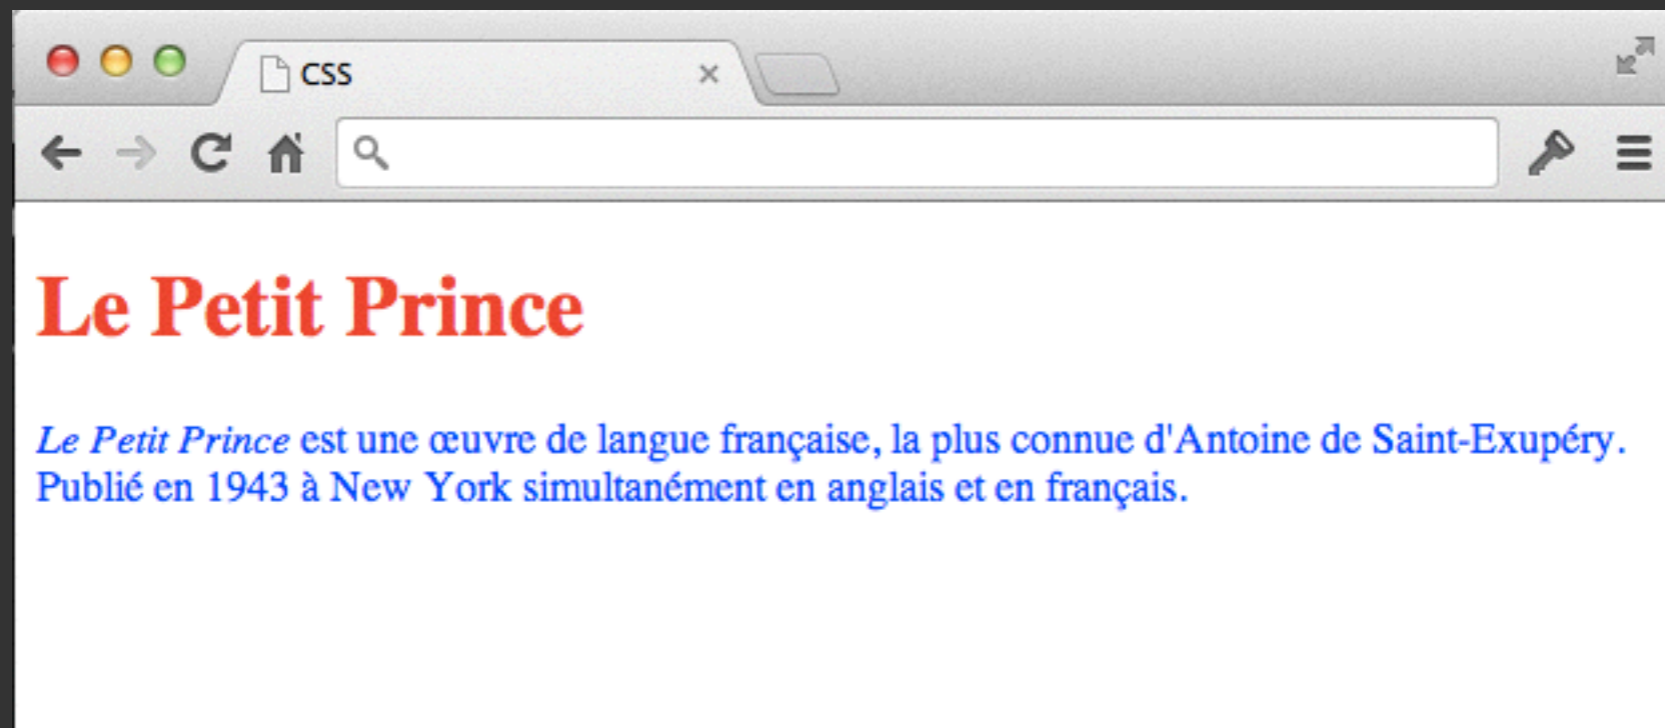 CSS
Le Petit Prince
Le Petit Prince est une œuvre de langue française, la plus connue d'Antoine de Saint-Exupéry.
Publié en 1943 à New York simultanément en anglais et en français.